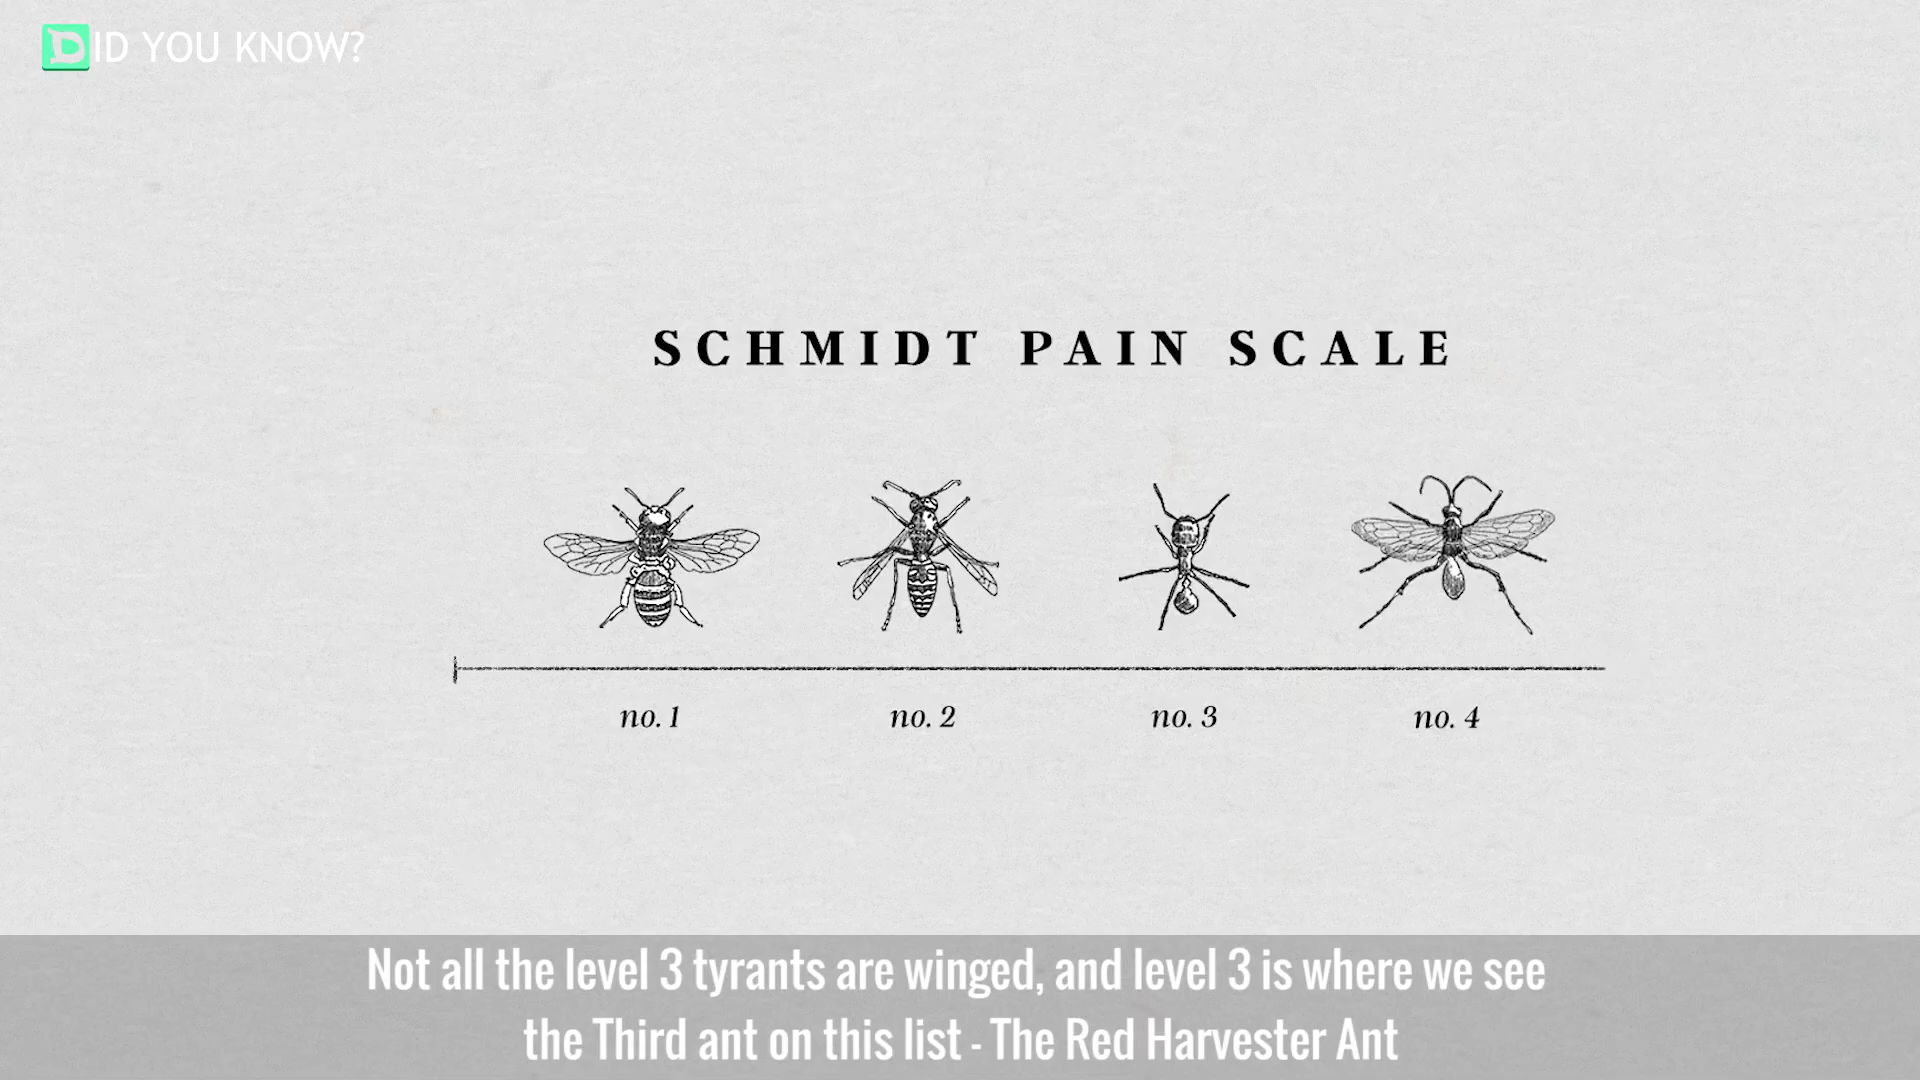 DID YOU KNOW?
SCHMIDT PAIN SCALE
no. 1 no. 2 no. 3 no. 4
Not all the level 3 tyrants are winged, and level 3 is where we see
the Third ant on this list - The Red Harvester Ant